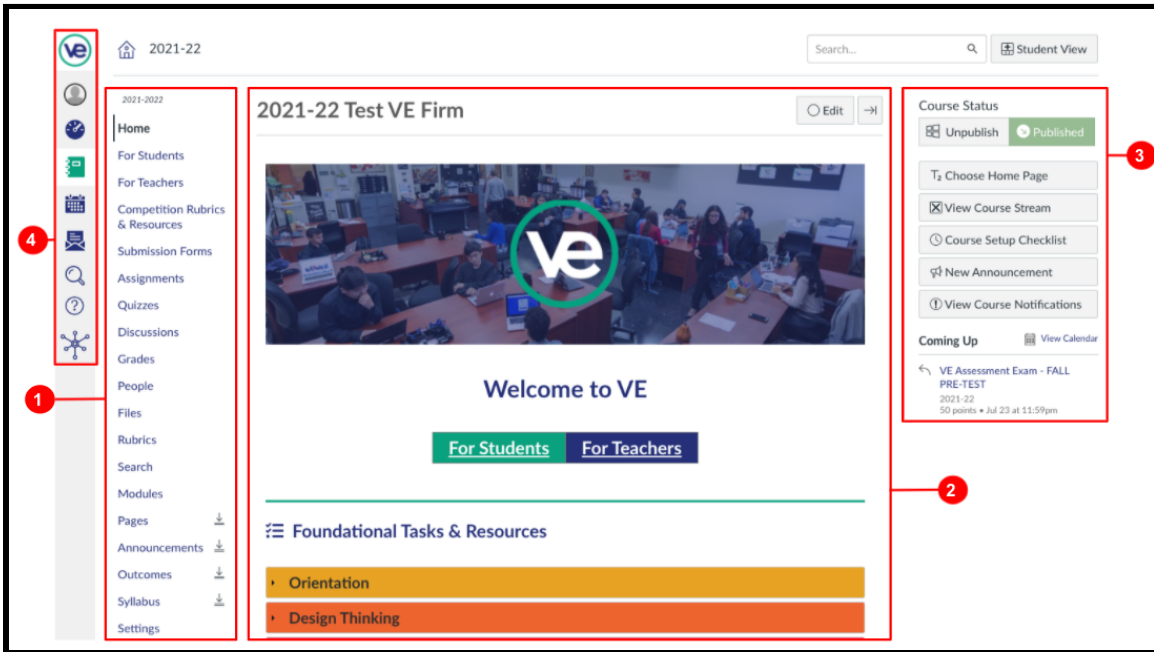 ve
2021-22
Search...
Student View
2021-2022
Home
For Students
For Teachers
Competition Rubrics
& Resources
Submission Forms
Assignments
Quizzes
Discussions
Grades
People
Files
Rubrics
Search
Modules
Pages
Announcements
Outcomes
Syllabus
Settings
4
1
2021-22 Test VE Firm
Edit
ve
Welcome to VE
For Students For Teachers
Foundational Tasks & Resources
Orientation
Design Thinking
2
Course Status
Unpublish Published
Choose Home Page
View Course Stream
Course Setup Checklist
New Announcement
View Course Notifications
Coming Up View Calendar
VE Assessment Exam - FALL
PRE-TEST
2021-22
50 points • Jul 23 at 11:59pm
3